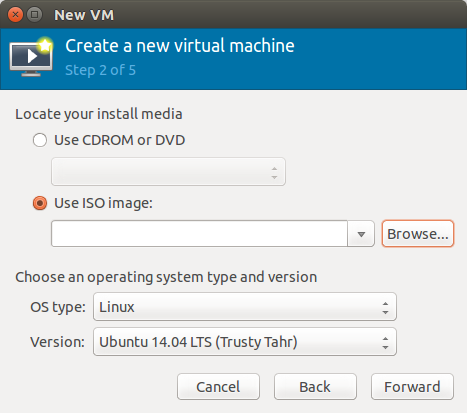 New VM
Create a new virtual machine
Step 2 of 5
Locate your install media
Use CDROM or DVD
Use ISO image:
Browse...
Choose an operating system type and version
OS type: Linux
Version: Ubuntu 14.04 LTS (Trusty Tahr)
Cancel Back Forward